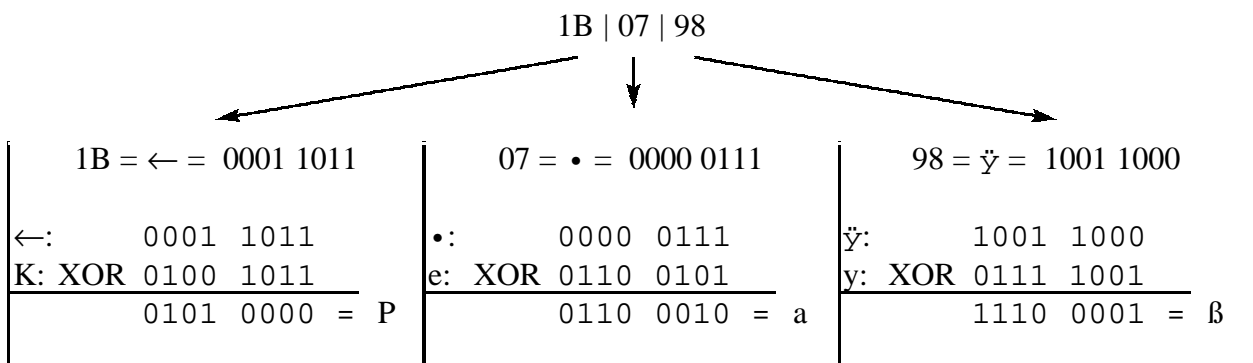 1B | 07 | 98
1B = ← = 0001 1011
07 = • = 0000 0111
98 = ÿ = 1001 1000
←: 0001 1011
K: XOR 0100 1011
0101 0000 = P
•: 0000 0111
e: XOR 0110 0101
0110 0010 = a
ÿ: 1001 1000
y: XOR 0111 1001
1110 0001 = ß